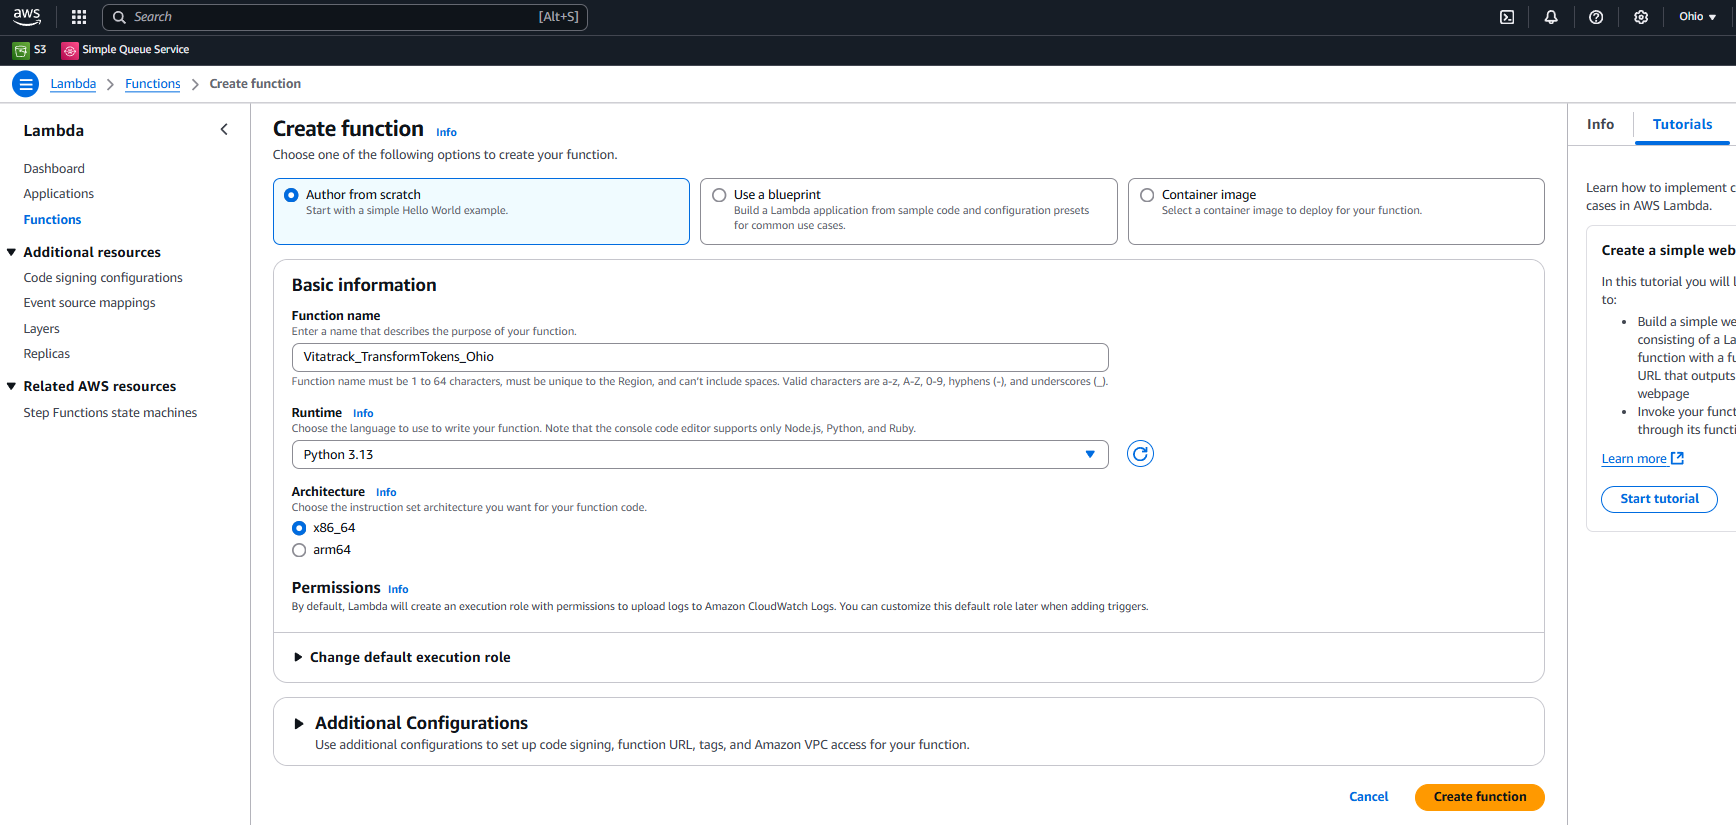 aws
Search
[Alt+S]
Ohio
S3
Simple Queue Service
Lambda
Functions
Create function
Lambda
Dashboard
Applications
Functions
Additional resources
Code signing configurations
Event source mappings
Layers
Replicas
Related AWS resources
Step Functions state machines
Create function Info
Choose one of the following options to create your function.
Author from scratch
Start with a simple Hello World example.
Use a blueprint
Build a Lambda application from sample code and configuration presets
for common use cases.
Container image
Select a container image to deploy for your function.
Basic information
Function name
Enter a name that describes the purpose of your function.
Vitatrack_TransformTokens_Ohio
Function name must be 1 to 64 characters, must be unique to the Region, and can't include spaces. Valid characters are a-z, A-Z, 0-9, hyphens (-), and underscores (_).
Runtime Info
Choose the language to use to write your function. Note that the console code editor supports only Node.js, Python, and Ruby.
Python 3.13
Architecture Info
Choose the instruction set architecture you want for your function code.
x86_64
arm64
Permissions Info
By default, Lambda will create an execution role with permissions to upload logs to Amazon CloudWatch Logs. You can customize this default role later when adding triggers.
Change default execution role
Additional Configurations
Use additional configurations to set up code signing, function URL, tags, and Amazon VPC access for your function.
Cancel
Create function
Info
Tutorials
Learn how to implement c
cases in AWS Lambda.
Create a simple web
In this tutorial you will l
to:
• Build a simple we
consisting of a La
function with a fu
URL that outputs
webpage
• Invoke your funct
through its functi
Learn more
Start tutorial